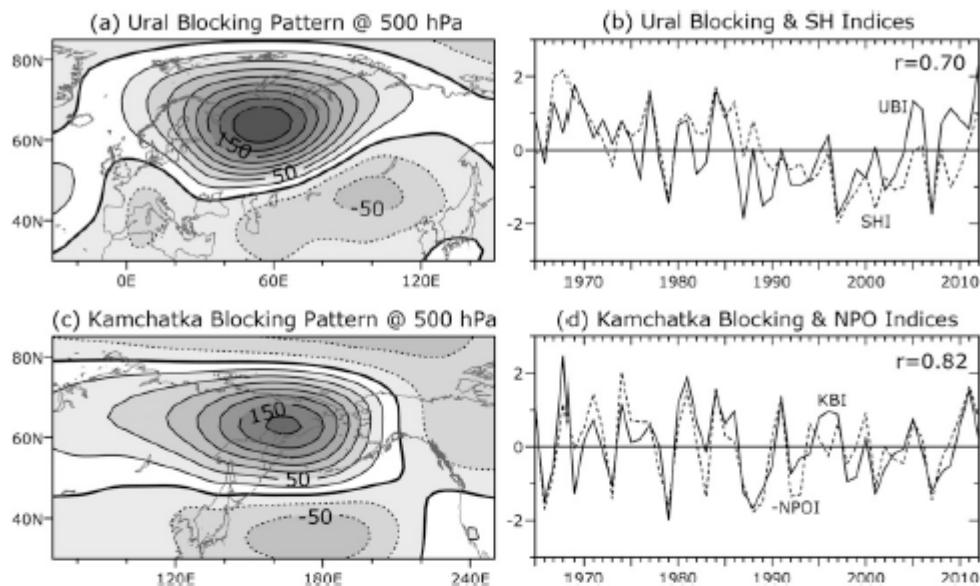 (a) Ural Blocking Pattern @ 500 hPa
80N
60N
40N
150
50
-50
0E
60E
120E
(b) Ural Blocking & SH Indices
r=0.70
2
0
-2
UBI
SHI
1970
1980
1990
2000
2010
(c) Kamchatka Blocking Pattern @ 500 hPa
80N
60N
40N
150
50
-50
120E
180E
240E
(d) Kamchatka Blocking & NPO Indices
r=0.82
2
0
-2
KBI
-NPOI
1970
1980
1990
2000
2010